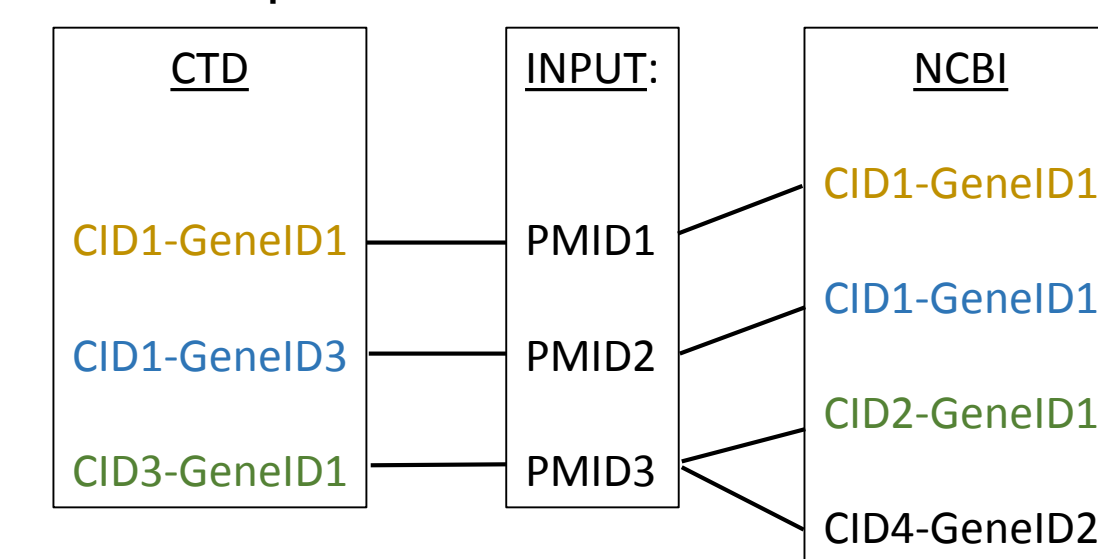 CTD
CID1-GeneID1
CID1-GeneID3
CID3-GeneID1
INPUT:
PMID1
PMID2
PMID3
NCBI
CID1-GeneID1
CID1-GeneID1
CID2-GeneID1
CID4-GeneID2